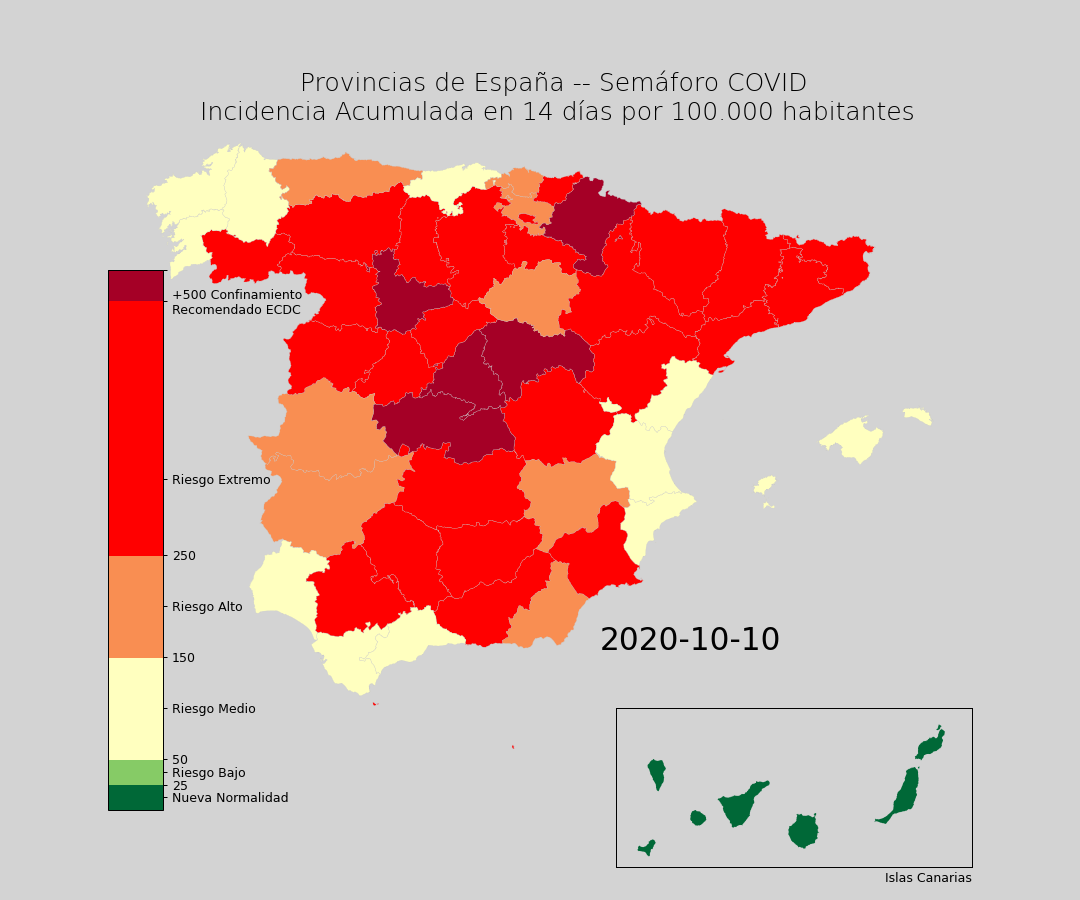 Provincias de España -- Semáforo COVID
Incidencia Acumulada en 14 días por 100.000 habitantes
+500 Confinamiento
Recomendado ECDC
Riesgo Extremo
250
Riesgo Alto
150
Riesgo Medio
50
Riesgo Bajo
25
Nueva Normalidad
2020-10-10
Islas Canarias